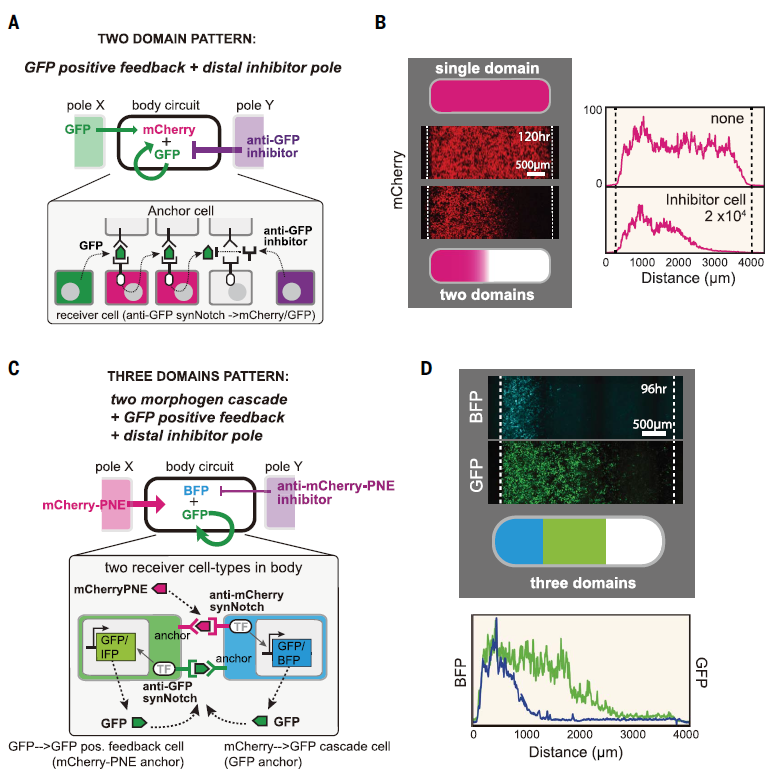 A
TWO DOMAIN PATTERN:
GFP positive feedback + distal inhibitor pole
pole X
body circuit
pole Y
GFP
mCherry
+
GFP
anti-GFP
inhibitor
Anchor cell
GFP
anti-GFP
inhbitor
receiver cell (anti-GFP synNotch ->mCherry/GFP)
B
single domain
mCherry
120hr
500µm
two domains
100
none
0
Inhibitor cell
2 x10⁴
0
1000
2000
3000
4000
Distance (µm)
C
THREE DOMAINS PATTERN:
two morphogen cascade
+ GFP positive feedback
+ distal inhibitor pole
pole X
body circuit
pole Y
mCherry-PNE
BFP
+
GFP
anti-mCherry-PNE
inhibitor
two receiver cell-types in body
mCherryPNE
anti-mCherry
synNotch
anchor
TF
GFP/
IFP
GFP/
BFP
anchor
TF
anti-GFP
synNotch
GFP
GFP
GFP-->GFP pos. feedback cell
(mCherry-PNE anchor)
mCherry-->GFP cascade cell
(GFP anchor)
D
BFP
96hr
500µm
GFP
three domains
BFP
GFP
0
1000
2000
3000
4000
Distance (µm)